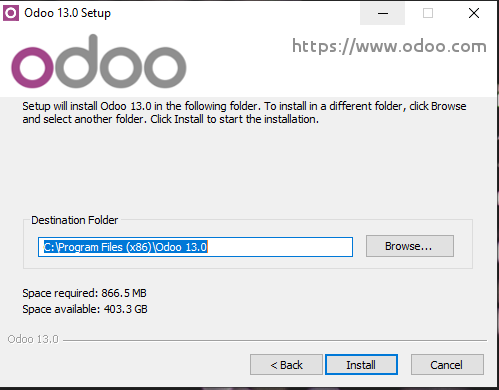 Odoo 13.0 Setup
odoo
https://www.odoo.com
Setup will install Odoo 13.0 in the following folder. To install in a different folder, click Browse
and select another folder. Click Install to start the installation.
Destination Folder
C:\Program Files (x86)\Odoo 13.0
Browse...
Space required: 866.5 MB
Space available: 403.3 GB
Odoo 13.0
< Back
Install
Cancel